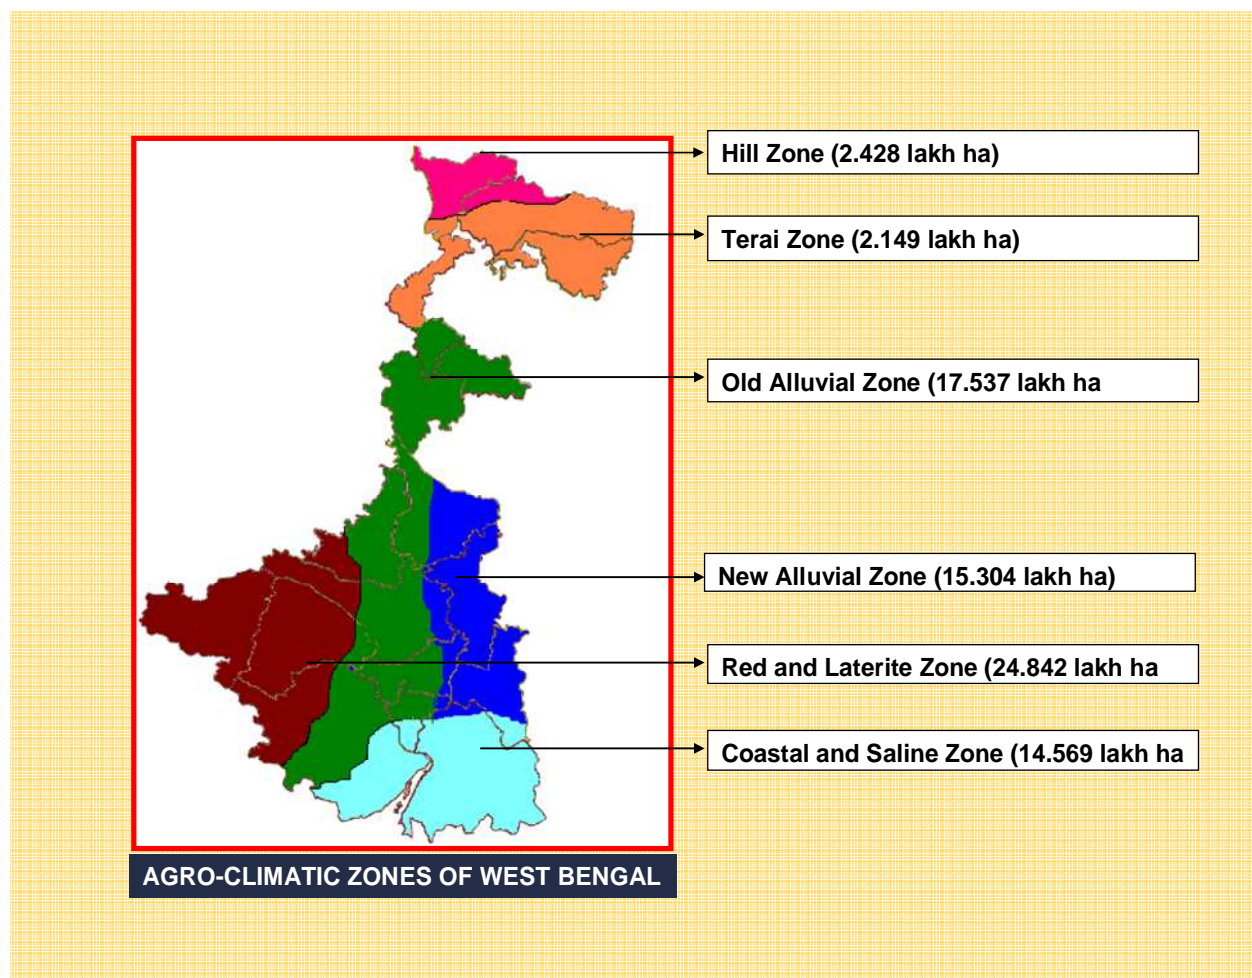 Hill Zone (2.428 lakh ha)
Terai Zone (2.149 lakh ha)
Old Alluvial Zone (17.537 lakh ha
New Alluvial Zone (15.304 lakh ha)
Red and Laterite Zone (24.842 lakh ha
Coastal and Saline Zone (14.569 lakh ha
AGRO-CLIMATIC ZONES OF WEST BENGAL